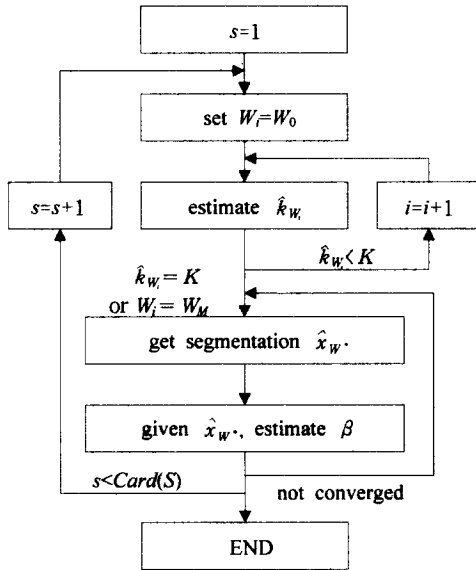 s=1
set W_i=W_0
estimate k̂_{W_i}
s=s+1
i=i+1
k̂_{W_i}<K
k̂_{W_i}=K
or W_i=W_M
get segmentation x̂_{W*}
given x̂_{W*}, estimate β
s<Card(S)
not converged
END